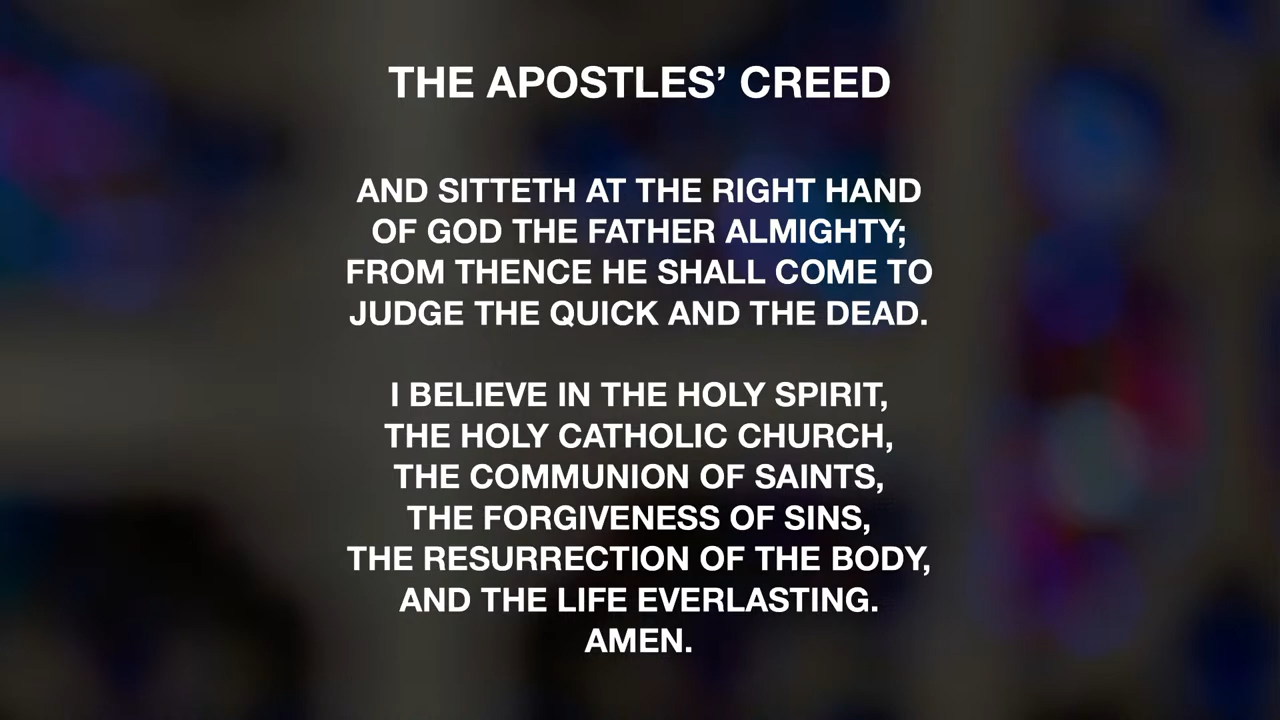 THE APOSTLES’ CREED
AND SITTETH AT THE RIGHT HAND
OF GOD THE FATHER ALMIGHTY;
FROM THENCE HE SHALL COME TO
JUDGE THE QUICK AND THE DEAD.
I BELIEVE IN THE HOLY SPIRIT,
THE HOLY CATHOLIC CHURCH,
THE COMMUNION OF SAINTS,
THE FORGIVENESS OF SINS,
THE RESURRECTION OF THE BODY,
AND THE LIFE EVERLASTING.
AMEN.